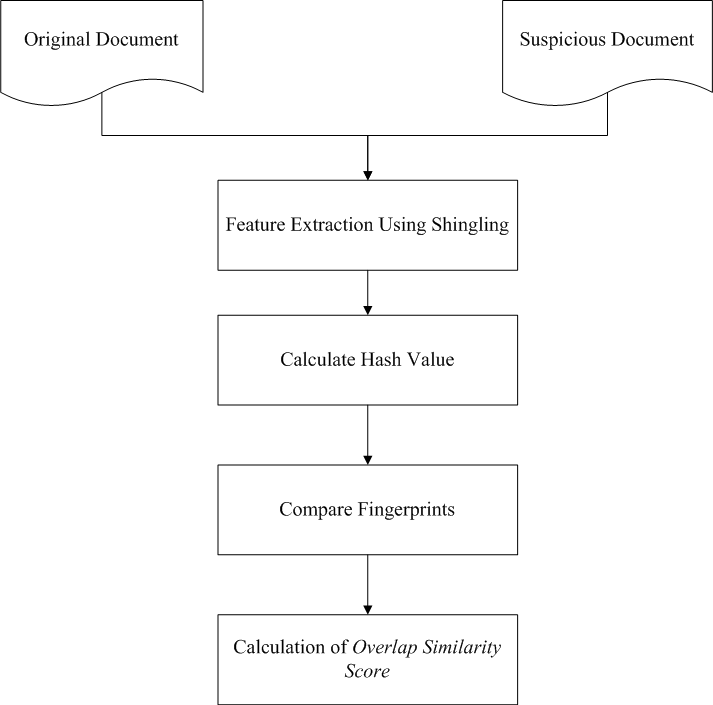 Original Document
Suspicious Document
Feature Extraction Using Shingling
Calculate Hash Value
Compare Fingerprints
Calculation of Overlap Similarity
Score